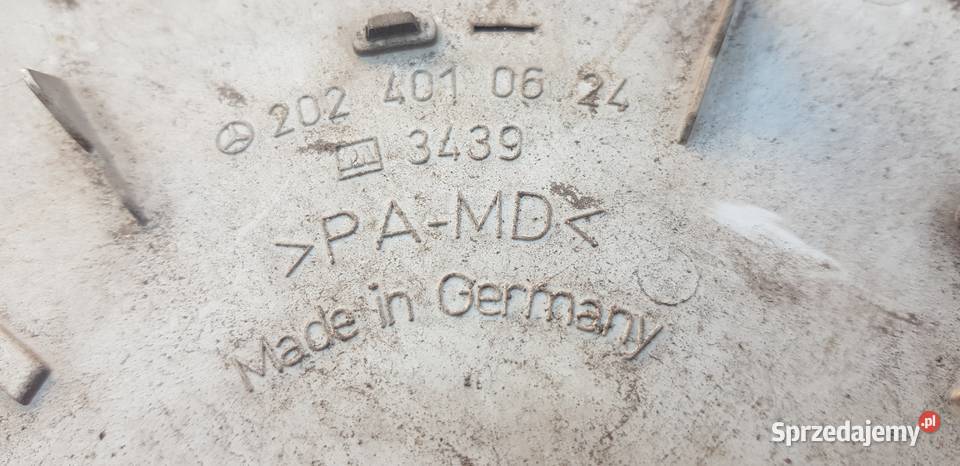 202 401 06 24
3439
>PA-MD<
Made in Germany
Sprzedajemy.pl